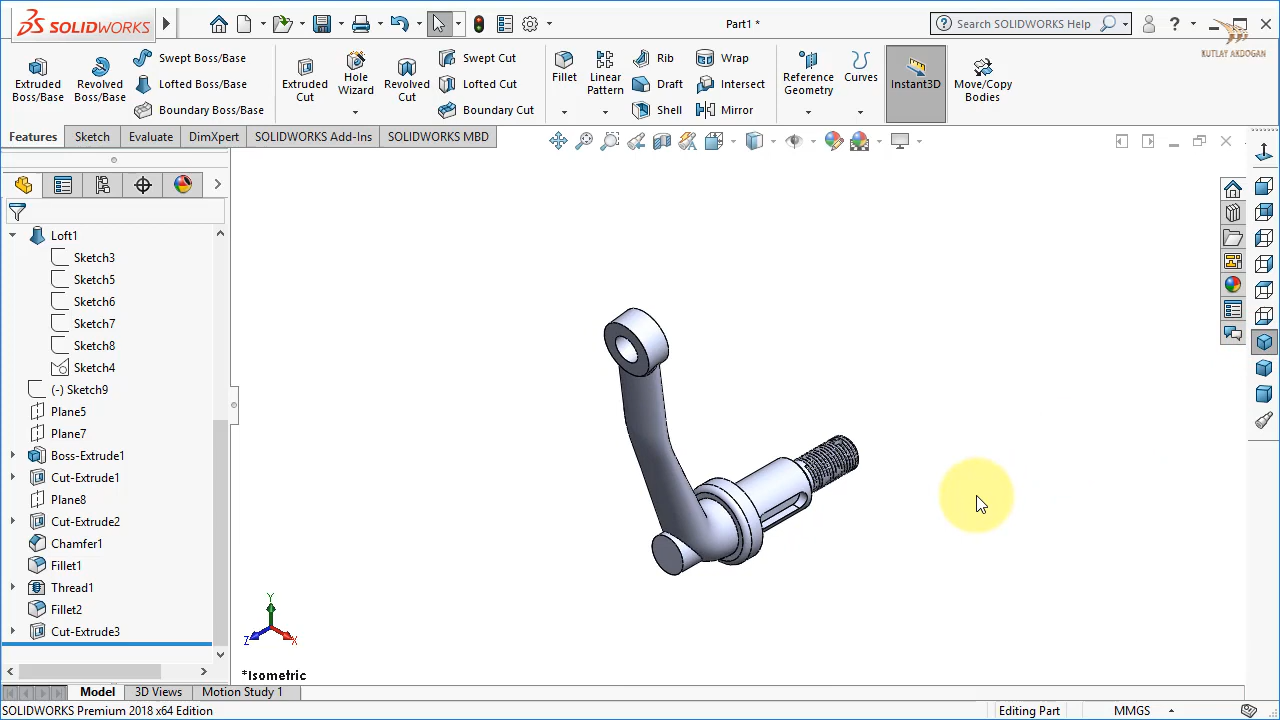 SOLIDWORKS
Part1 *
Search SOLIDWORKS Help
KUTLAY AKDOGAN
Extruded Boss/Base
Revolved Boss/Base
Swept Boss/Base
Lofted Boss/Base
Boundary Boss/Base
Extruded Cut
Hole Wizard
Revolved Cut
Swept Cut
Lofted Cut
Boundary Cut
Fillet
Linear Pattern
Rib
Draft
Shell
Wrap
Intersect
Mirror
Reference Geometry
Curves
Instant3D
Move/Copy Bodies
Features
Sketch
Evaluate
DimXpert
SOLIDWORKS Add-Ins
SOLIDWORKS MBD
Loft1
Sketch3
Sketch5
Sketch6
Sketch7
Sketch8
Sketch4
(-) Sketch9
Plane5
Plane7
Boss-Extrude1
Cut-Extrude1
Plane8
Cut-Extrude2
Chamfer1
Fillet1
Thread1
Fillet2
Cut-Extrude3
Y
Z
X
*Isometric
Model
3D Views
Motion Study 1
SOLIDWORKS Premium 2018 x64 Edition
Editing Part
MMGS